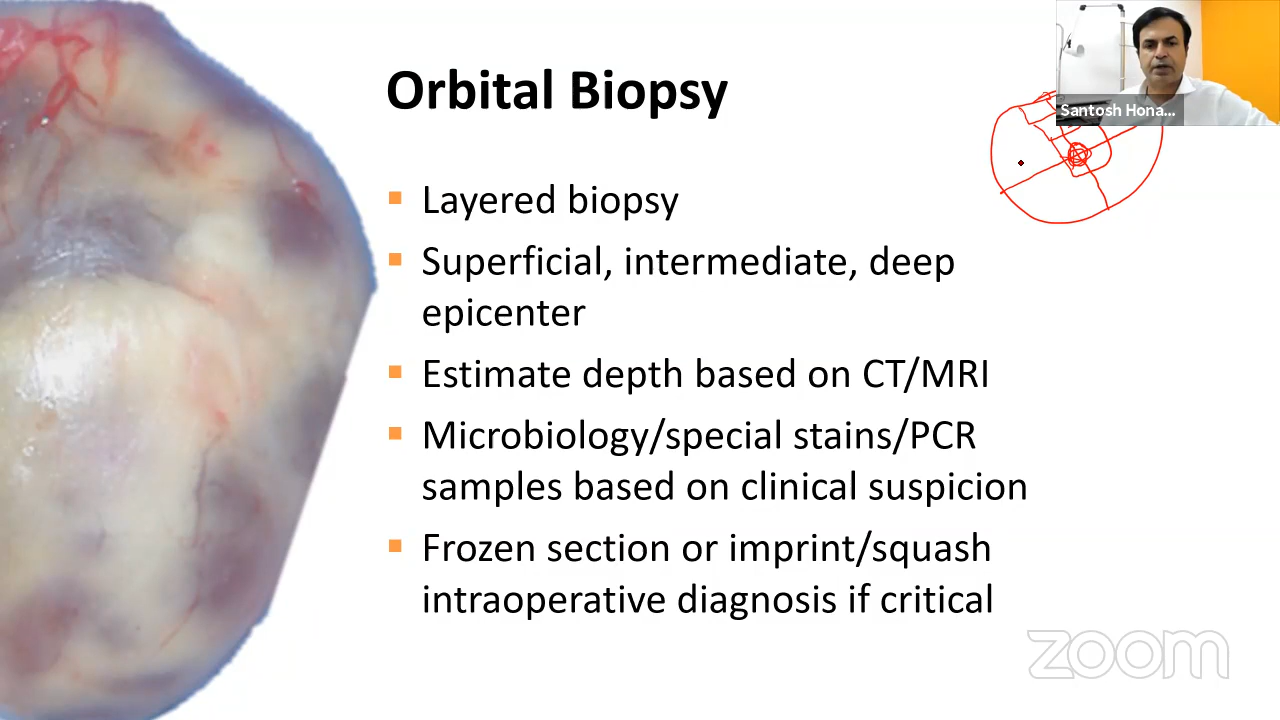 Orbital Biopsy
Santosh Hona...
Layered biopsy
Superficial, intermediate, deep
epicenter
Estimate depth based on CT/MRI
Microbiology/special stains/PCR
samples based on clinical suspicion
Frozen section or imprint/squash
intraoperative diagnosis if critical
zoom